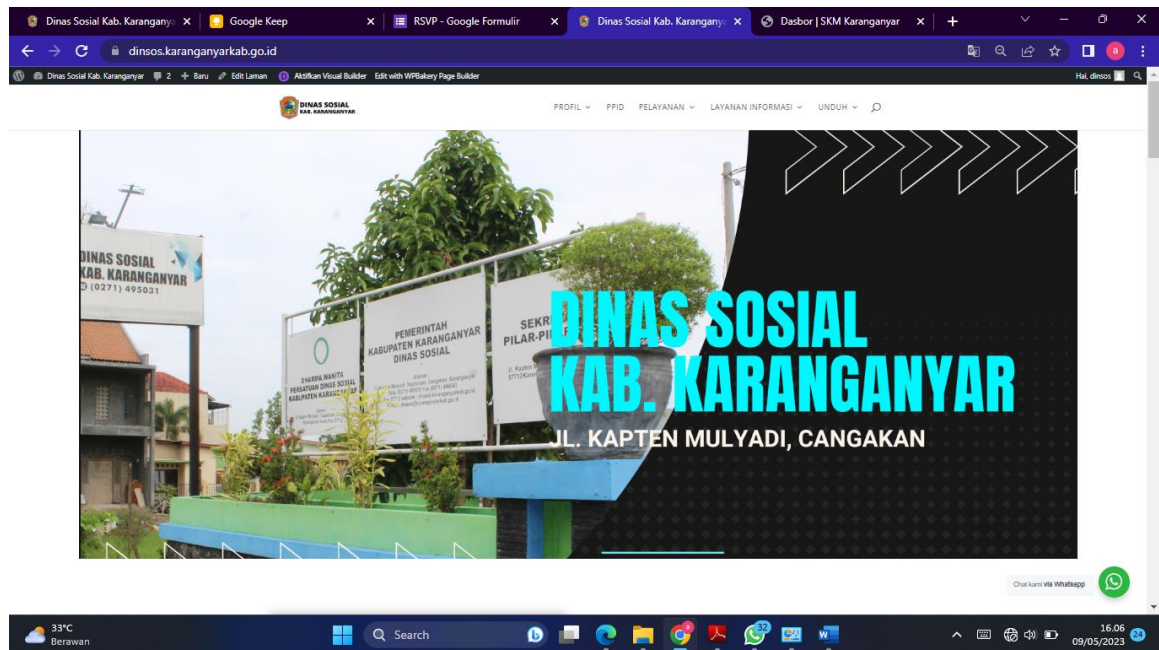 Dinas Sosial Kab. Karangany
Google Keep
RSVP - Google Formulir
Dinas Sosial Kab. Karangany
Dasbor | SKM Karanganyar
dinsos.karanganyarkab.go.id
a
Dinas Sosial Kab. Karanganyar 2 + Baru Edit Laman Aktifkan Visual Builder Edit with WPBakery Page Builder
Hai, dinsos
DINAS SOSIAL
KAB. KARANGANYAR
PROFIL PPID PELAYANAN LAYANAN INFORMASI UNDUH
DINAS SOSIAL
KAB. KARANGANYAR
(0271) 495031
DHARMA WANITA
PERSATUAN DINAS SOSIAL
KABUPATEN KARANGANYAR
PEMERINTAH
KABUPATEN KARANGANYAR
DINAS SOSIAL
SEKR
PILAR-PI
DINAS SOSIAL
KAB. KARANGANYAR
JL. KAPTEN MULYADI, CANGAKAN
Chat kami via Whatsapp
33°C
Berawan
Search
32
16.06
09/05/2023
24